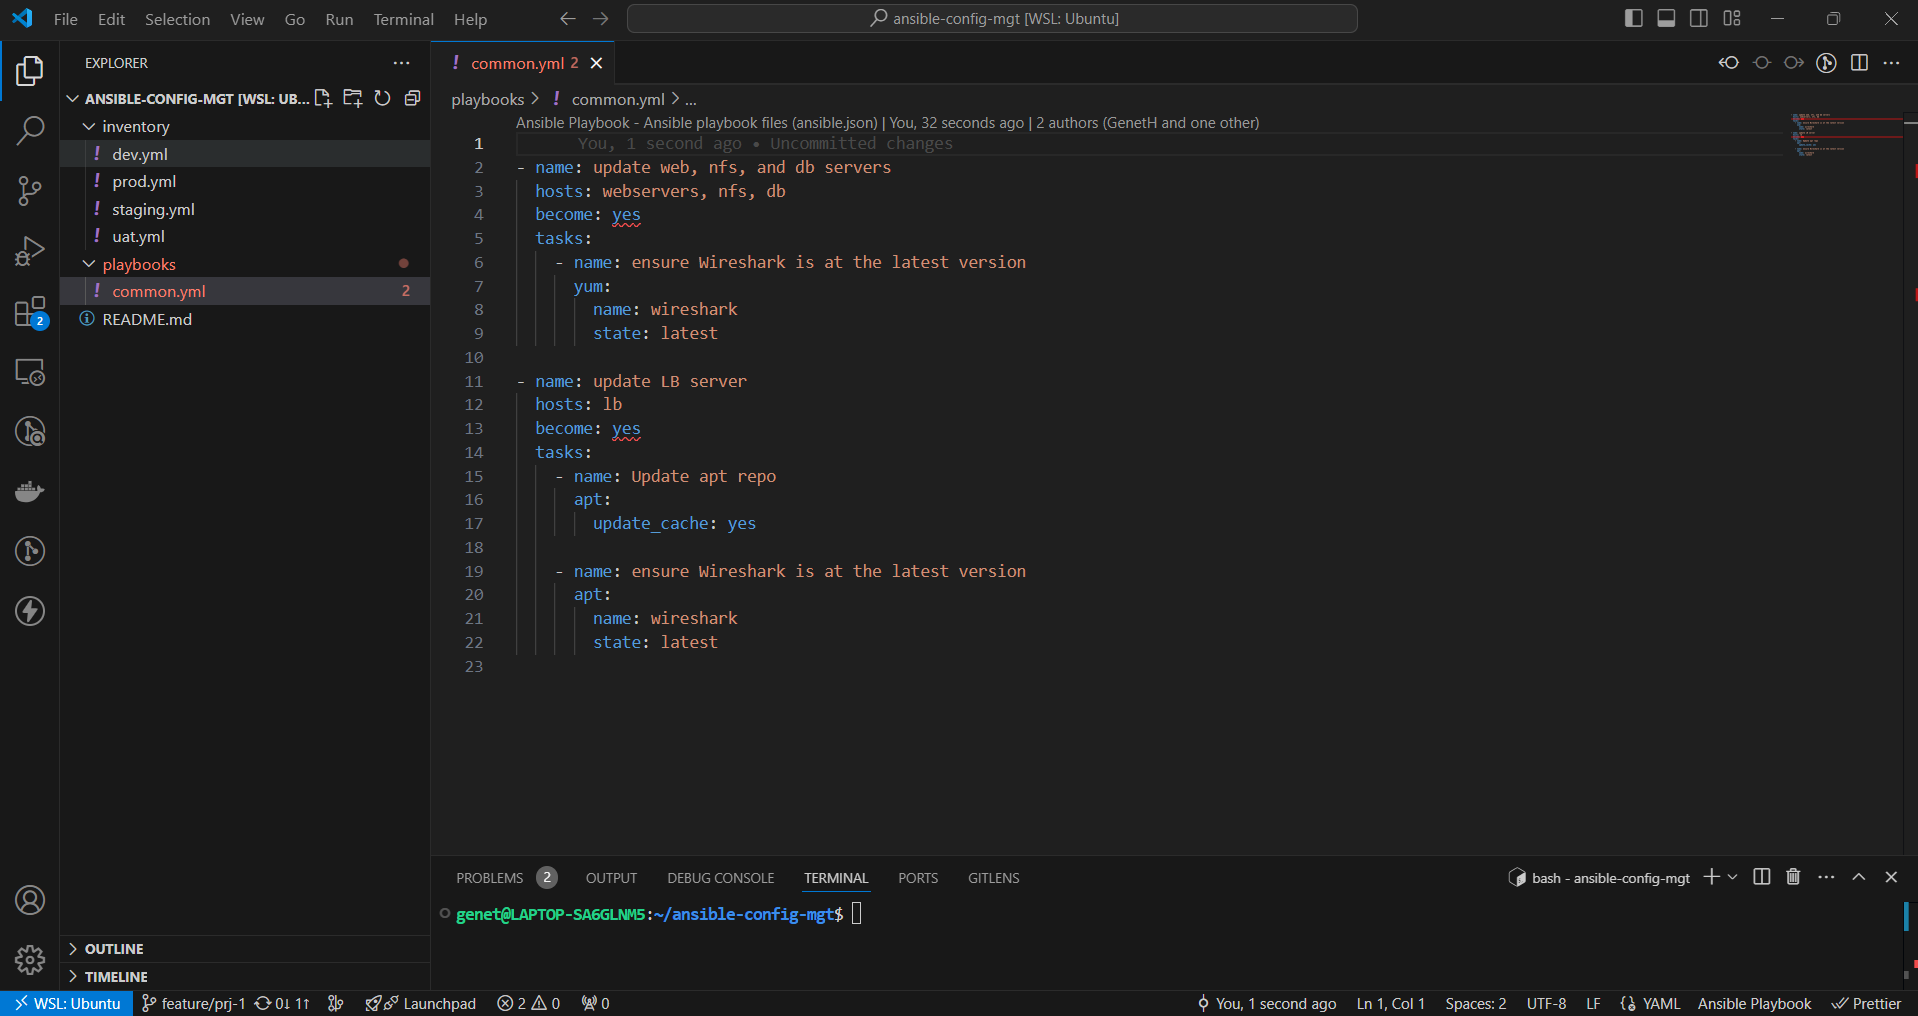 File Edit Selection View Go Run Terminal Help
ansible-config-mgt [WSL: Ubuntu]
EXPLORER
ANSIBLE-CONFIG-MGT [WSL: UB...
inventory
! dev.yml
! prod.yml
! staging.yml
! uat.yml
playbooks
! common.yml 2
README.md
2
OUTLINE
TIMELINE
! common.yml 2
playbooks > ! common.yml > ...
Ansible Playbook - Ansible playbook files (ansible.json) | You, 32 seconds ago | 2 authors (GenetH and one other)
1 You, 1 second ago • Uncommitted changes
2 - name: update web, nfs, and db servers
3 hosts: webservers, nfs, db
4 become: yes
5 tasks:
6 - name: ensure Wireshark is at the latest version
7 yum:
8 name: wireshark
9 state: latest
10
11 - name: update LB server
12 hosts: lb
13 become: yes
14 tasks:
15 - name: Update apt repo
16 apt:
17 update_cache: yes
18
19 - name: ensure Wireshark is at the latest version
20 apt:
21 name: wireshark
22 state: latest
23
PROBLEMS 2 OUTPUT DEBUG CONSOLE TERMINAL PORTS GITLENS
bash - ansible-config-mgt
genet@LAPTOP-SA6GLNM5:~/ansible-config-mgt$
WSL: Ubuntu feature/prj-1 0↓ 1↑ Launchpad 2 0 0
You, 1 second ago Ln 1, Col 1 Spaces: 2 UTF-8 LF YAML Ansible Playbook Prettier